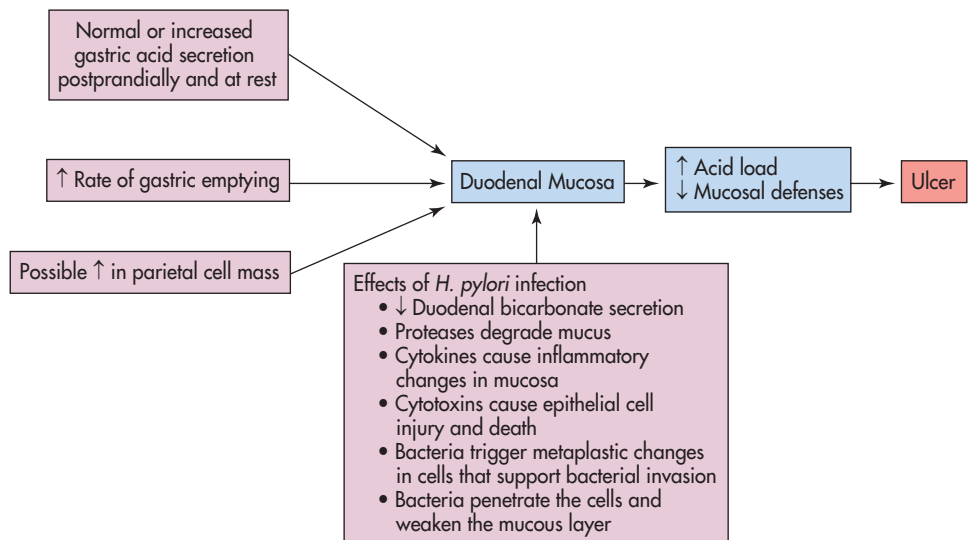 Normal or increased
gastric acid secretion
postprandially and at rest
↑ Rate of gastric emptying
Possible ↑ in parietal cell mass
Duodenal Mucosa
↑ Acid load
↓ Mucosal defenses
Ulcer
Effects of H. pylori infection
• ↓ Duodenal bicarbonate secretion
• Proteases degrade mucus
• Cytokines cause inflammatory
changes in mucosa
• Cytotoxins cause epithelial cell
injury and death
• Bacteria trigger metaplastic changes
in cells that support bacterial invasion
• Bacteria penetrate the cells and
weaken the mucous layer